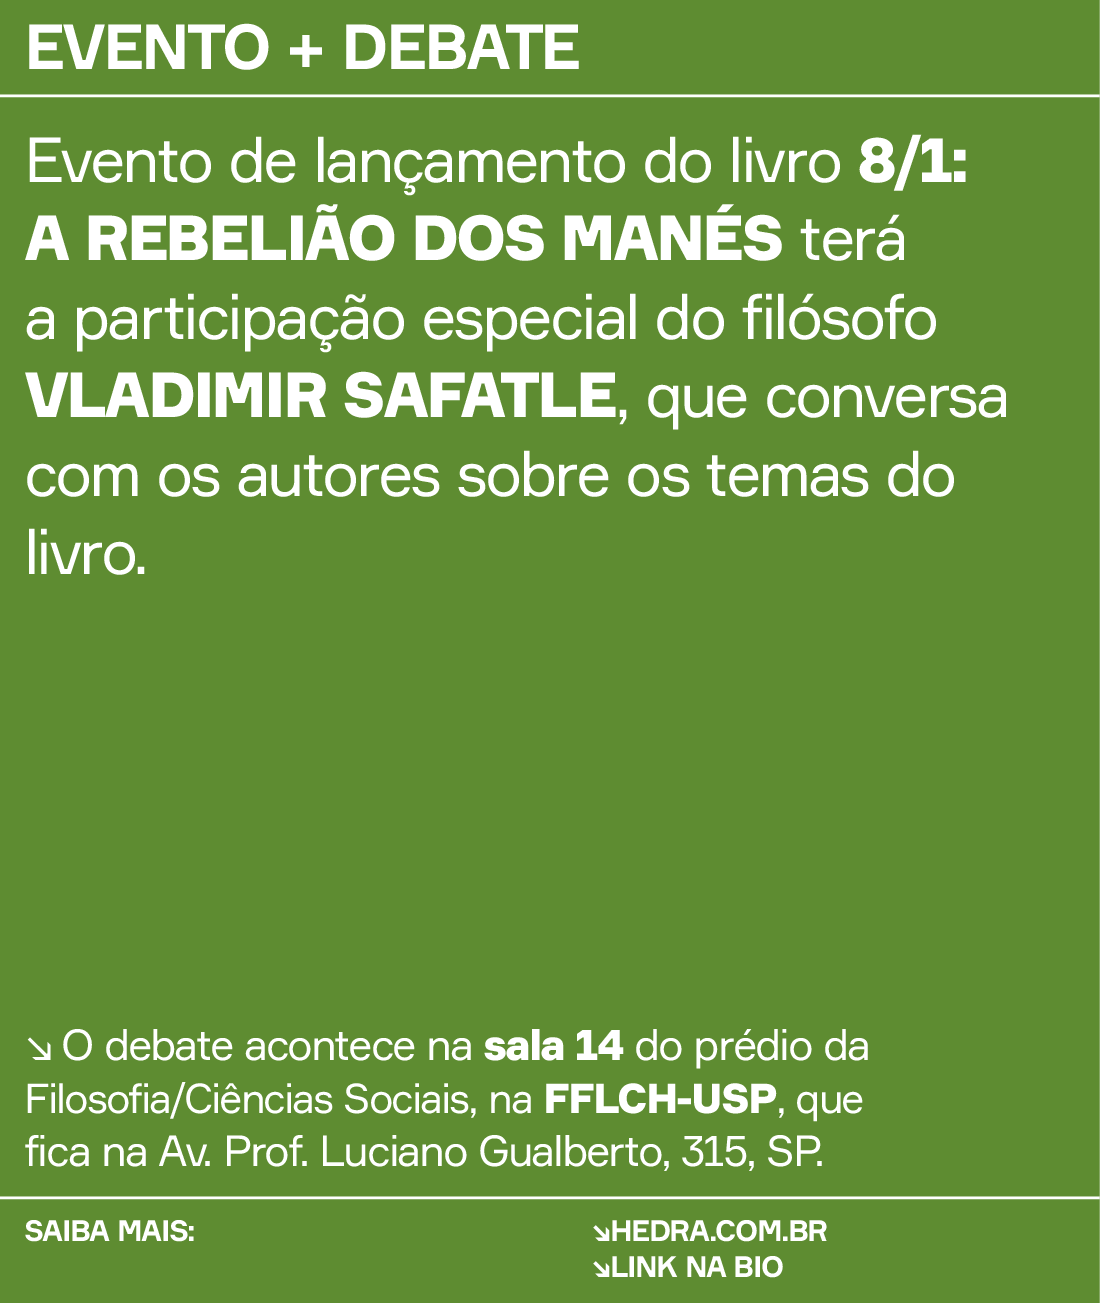 EVENTO + DEBATE
Evento de lançamento do livro 8/1:
A REBELIÃO DOS MANÉS terá
a participação especial do filósofo
VLADIMIR SAFATLE, que conversa
com os autores sobre os temas do
livro.
↘ O debate acontece na sala 14 do prédio da
Filosofia/Ciências Sociais, na FFLCH-USP, que
fica na Av. Prof. Luciano Gualberto, 315, SP.
SAIBA MAIS:
↘HEDRA.COM.BR
↘LINK NA BIO